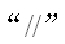 “ // ”